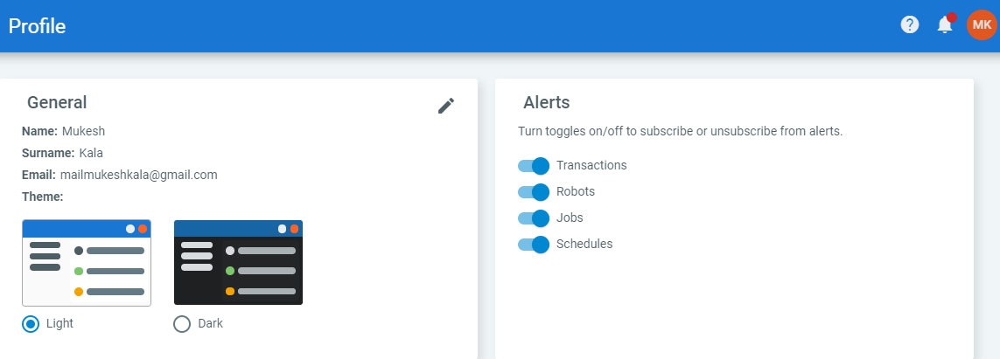 Profile
?
MK
General
Name: Mukesh
Surname: Kala
Email: mailmukeshkala@gmail.com
Theme:
Light
Dark
Alerts
Turn toggles on/off to subscribe or unsubscribe from alerts.
Transactions
Robots
Jobs
Schedules